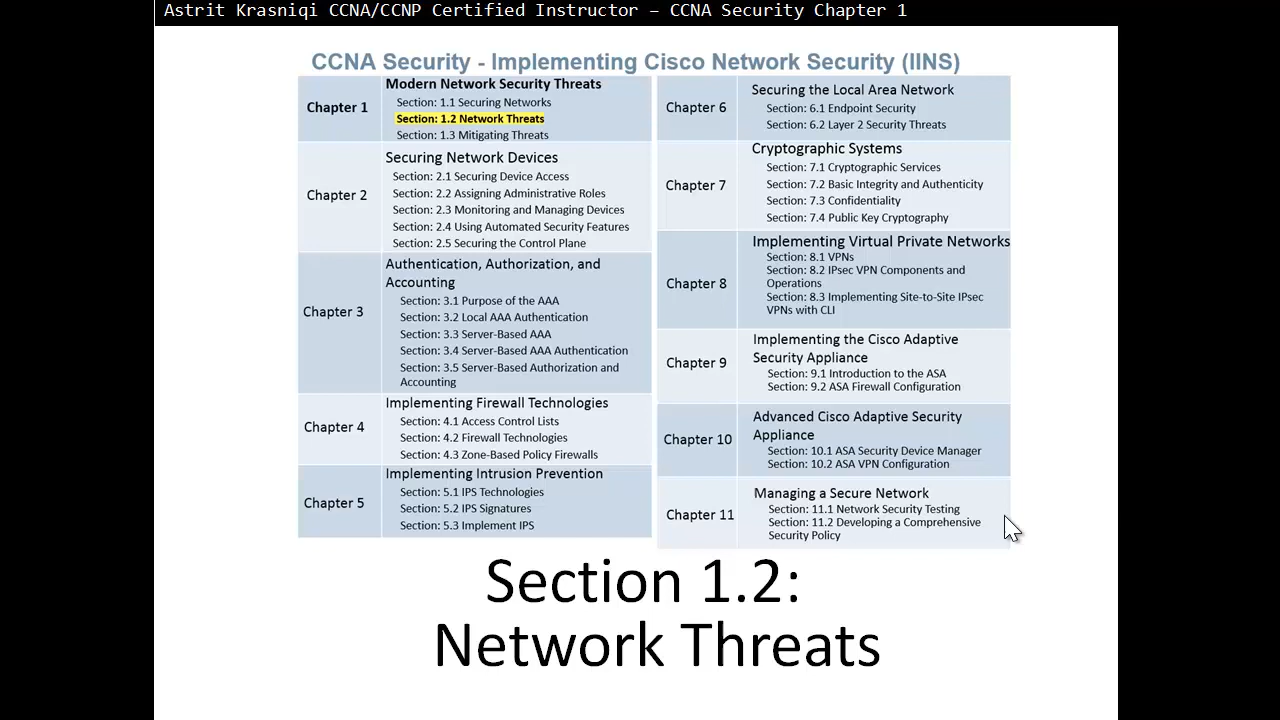 Astrit Krasniqi CCNA/CCNP Certified Instructor – CCNA Security Chapter 1
CCNA Security - Implementing Cisco Network Security (IINS)
Chapter 1
Modern Network Security Threats
Section: 1.1 Securing Networks
Section: 1.2 Network Threats
Section: 1.3 Mitigating Threats
Chapter 2
Securing Network Devices
Section: 2.1 Securing Device Access
Section: 2.2 Assigning Administrative Roles
Section: 2.3 Monitoring and Managing Devices
Section: 2.4 Using Automated Security Features
Section: 2.5 Securing the Control Plane
Chapter 3
Authentication, Authorization, and
Accounting
Section: 3.1 Purpose of the AAA
Section: 3.2 Local AAA Authentication
Section: 3.3 Server-Based AAA
Section: 3.4 Server-Based AAA Authentication
Section: 3.5 Server-Based Authorization and
Accounting
Chapter 4
Implementing Firewall Technologies
Section: 4.1 Access Control Lists
Section: 4.2 Firewall Technologies
Section: 4.3 Zone-Based Policy Firewalls
Chapter 5
Implementing Intrusion Prevention
Section: 5.1 IPS Technologies
Section: 5.2 IPS Signatures
Section: 5.3 Implement IPS
Chapter 6
Securing the Local Area Network
Section: 6.1 Endpoint Security
Section: 6.2 Layer 2 Security Threats
Chapter 7
Cryptographic Systems
Section: 7.1 Cryptographic Services
Section: 7.2 Basic Integrity and Authenticity
Section: 7.3 Confidentiality
Section: 7.4 Public Key Cryptography
Chapter 8
Implementing Virtual Private Networks
Section: 8.1 VPNs
Section: 8.2 IPsec VPN Components and
Operations
Section: 8.3 Implementing Site-to-Site IPsec
VPNs with CLI
Chapter 9
Implementing the Cisco Adaptive
Security Appliance
Section: 9.1 Introduction to the ASA
Section: 9.2 ASA Firewall Configuration
Chapter 10
Advanced Cisco Adaptive Security
Appliance
Section: 10.1 ASA Security Device Manager
Section: 10.2 ASA VPN Configuration
Chapter 11
Managing a Secure Network
Section: 11.1 Network Security Testing
Section: 11.2 Developing a Comprehensive
Security Policy
Section 1.2:
Network Threats